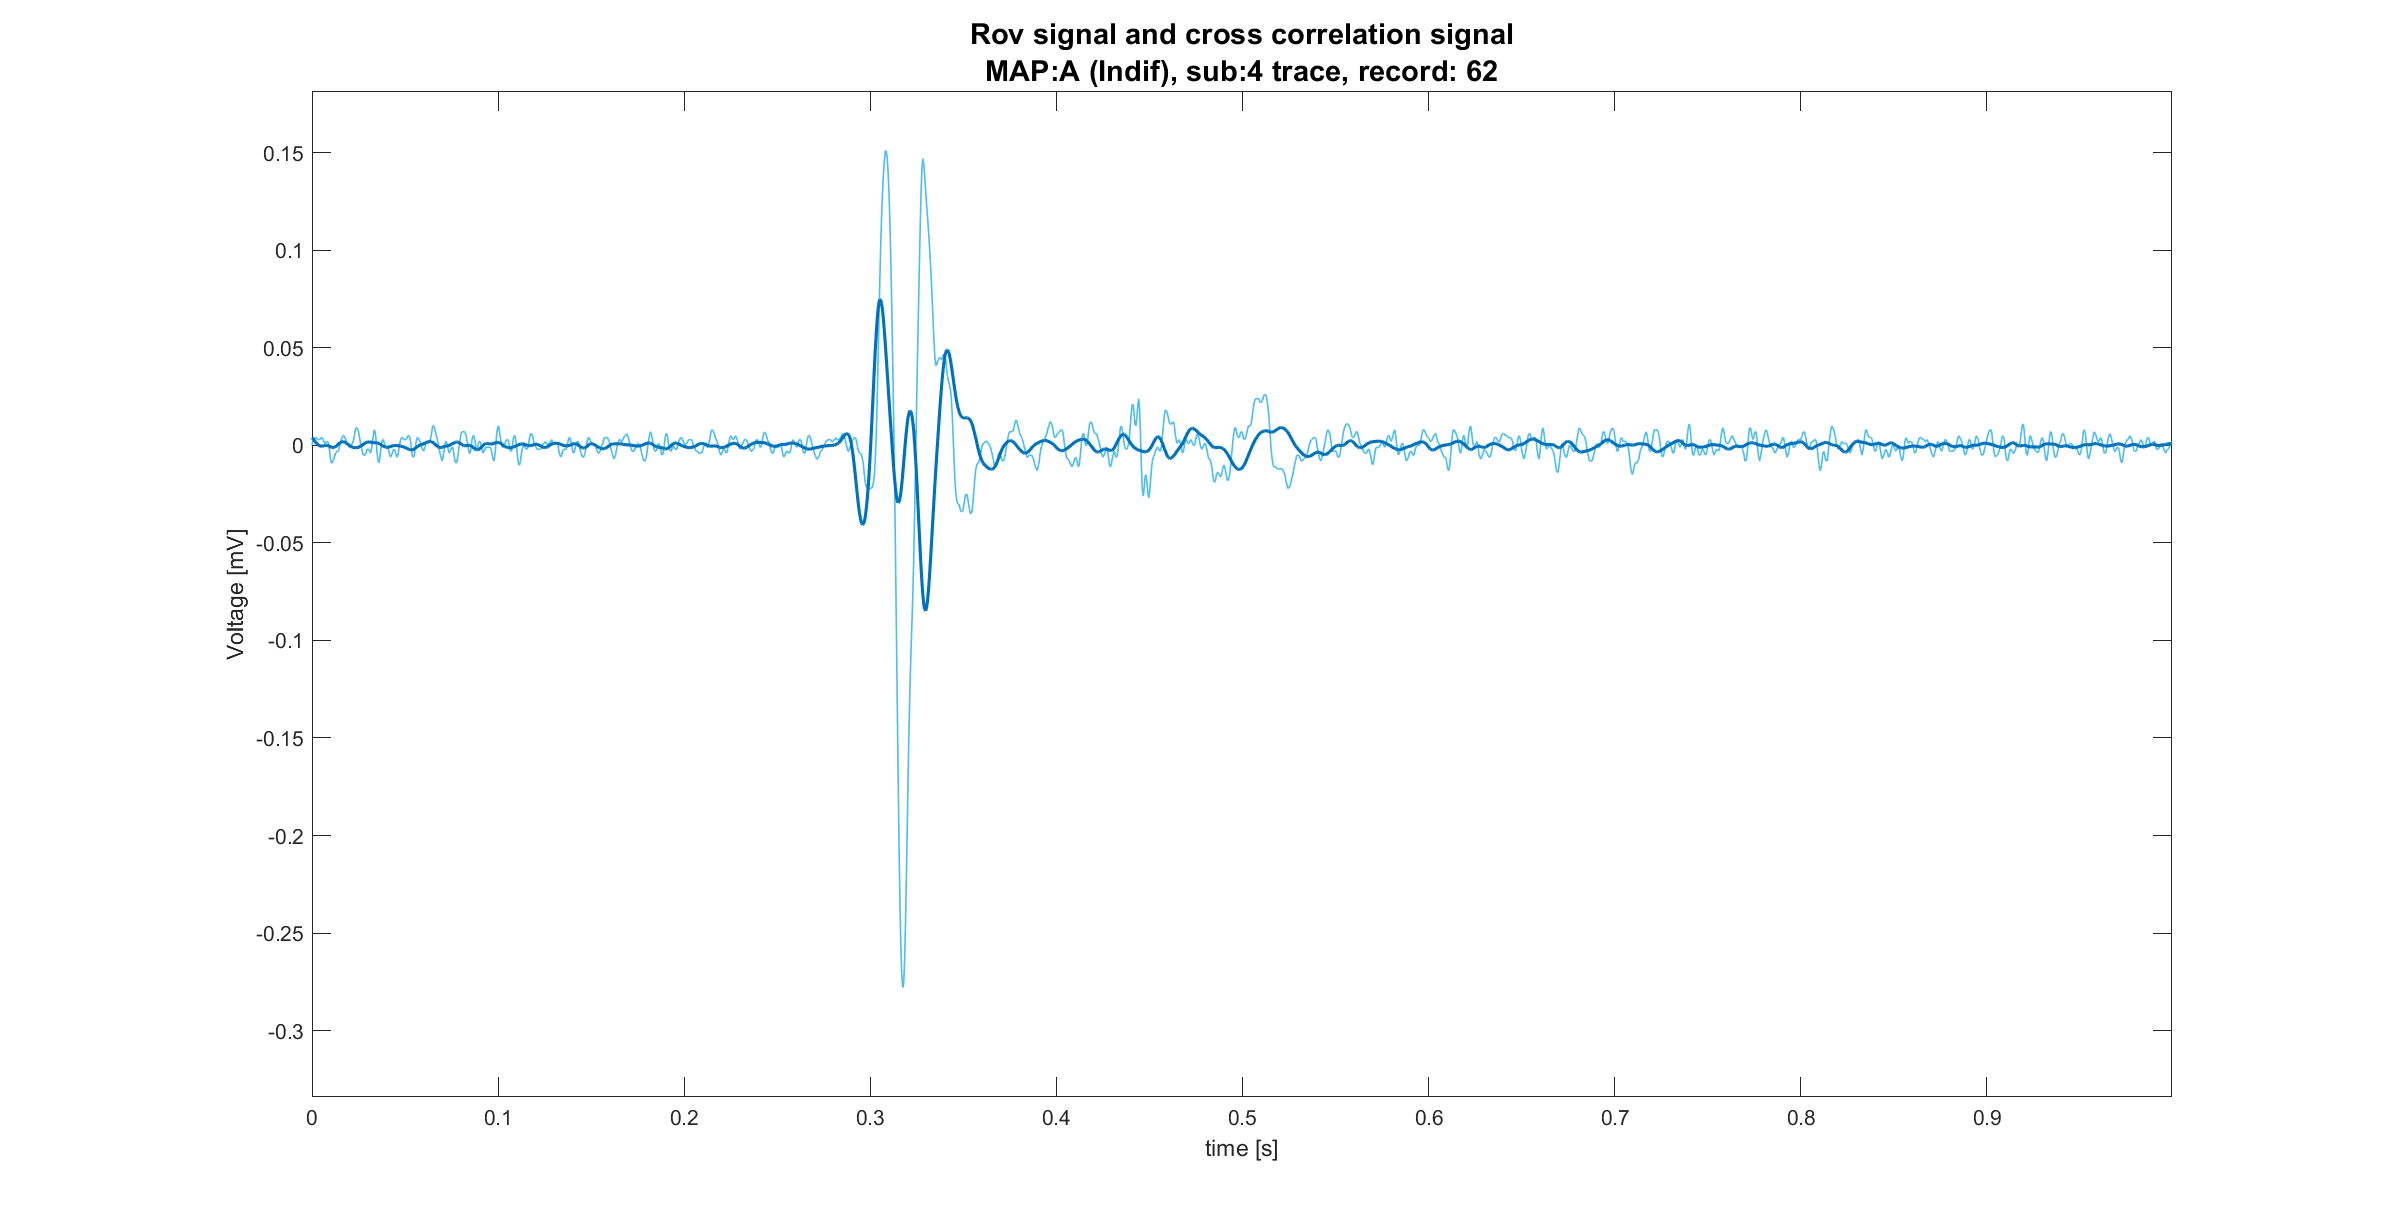 Rov signal and cross correlation signal
MAP:A (Indif), sub:4 trace, record: 62
0.15
0.1
0.05
0
-0.05
-0.1
-0.15
-0.2
-0.25
-0.3
Voltage [mV]
0 0.1 0.2 0.3 0.4 0.5 0.6 0.7 0.8 0.9
time [s]